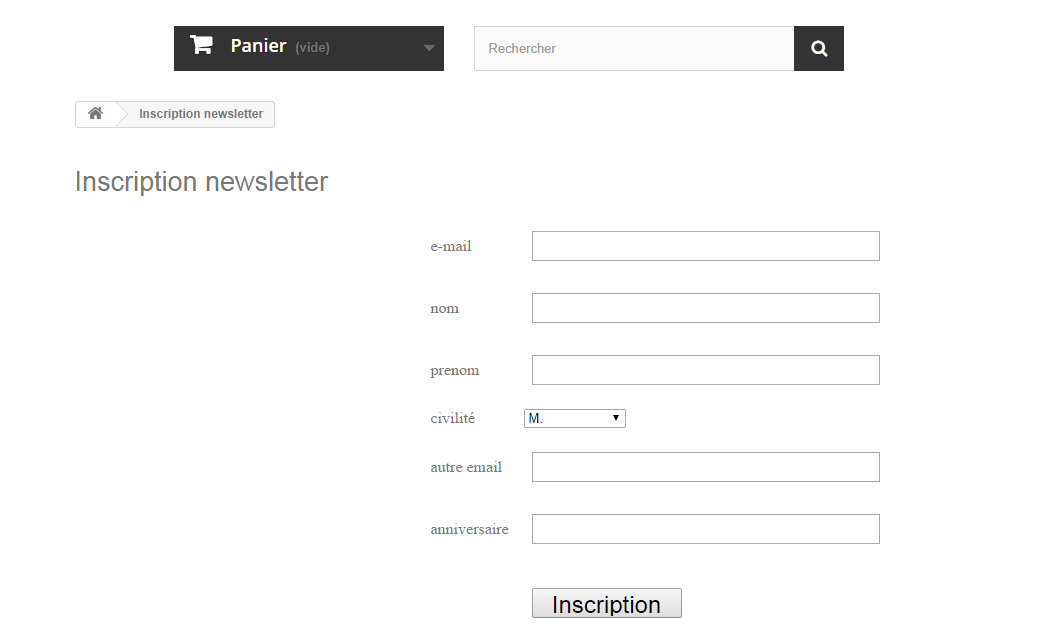 Panier (vide)
Rechercher
Inscription newsletter
Inscription newsletter
e-mail
nom
prenom
civilité M.
autre email
anniversaire
Inscription